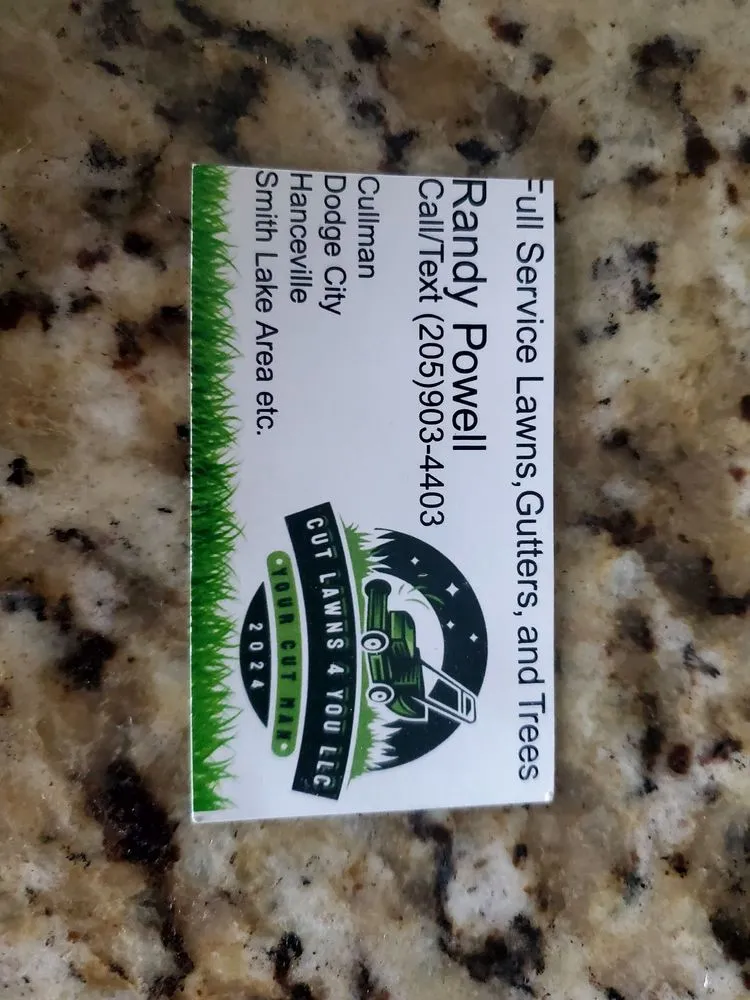 Full Service Lawns,Gutters, and Trees
Randy Powell
Call/Text (205)903-4403
Cullman
Dodge City
Hanceville
Smith Lake Area etc.
CUT LAWNS 4 YOU LLC
YOUR CUT MAN
2024